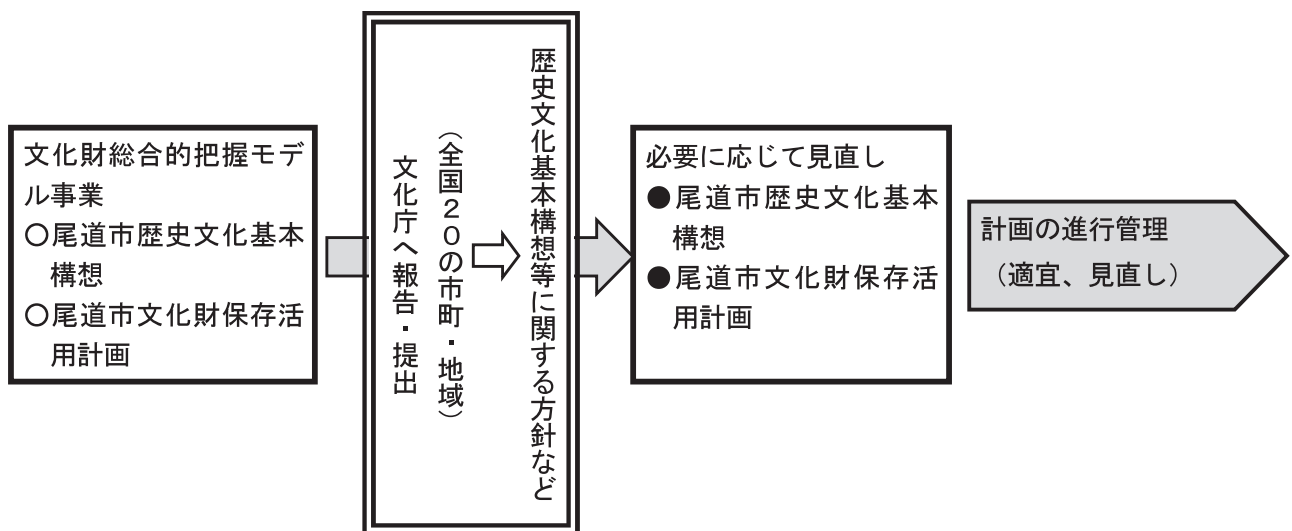 文化財総合的把握モデ
ル事業
○尾道市歴史文化基本
構想
○尾道市文化財保存活
用計画
文化庁へ報告・提出
（全国２０の市町・地域）
歴史文化基本構想等に関する方針など
必要に応じて見直し
●尾道市歴史文化基本
構想
●尾道市文化財保存活
用計画
計画の進行管理
（適宜、見直し）